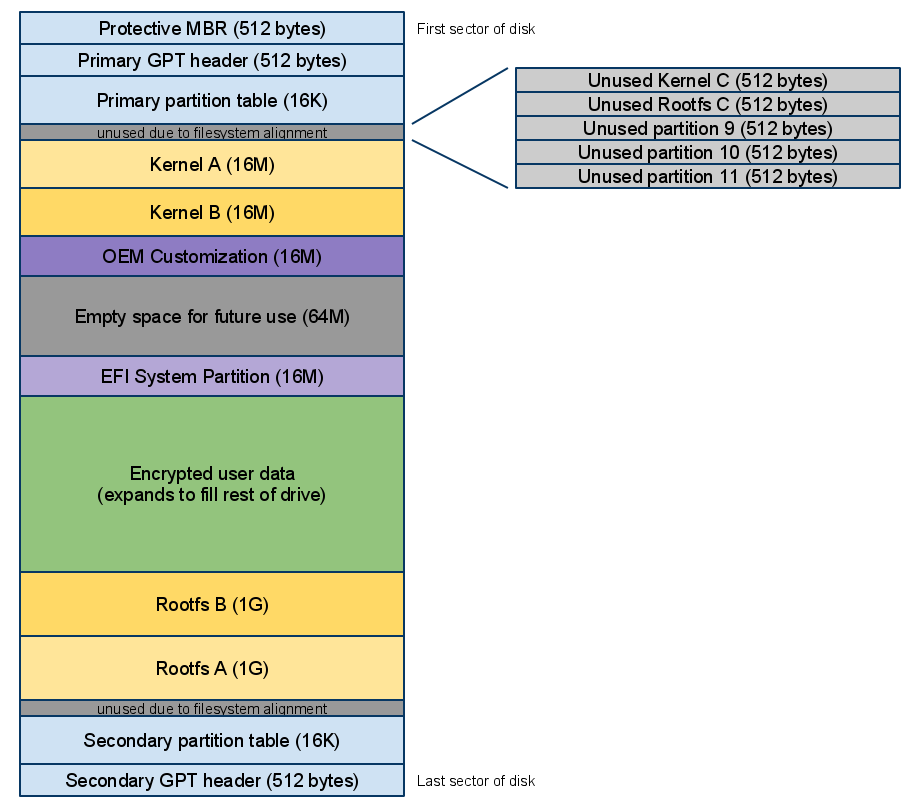 Protective MBR (512 bytes)
First sector of disk
Primary GPT header (512 bytes)
Primary partition table (16K)
unused due to filesystem alignment
Unused Kernel C (512 bytes)
Unused Rootfs C (512 bytes)
Unused partition 9 (512 bytes)
Unused partition 10 (512 bytes)
Unused partition 11 (512 bytes)
Kernel A (16M)
Kernel B (16M)
OEM Customization (16M)
Empty space for future use (64M)
EFI System Partition (16M)
Encrypted user data
(expands to fill rest of drive)
Rootfs B (1G)
Rootfs A (1G)
unused due to filesystem alignment
Secondary partition table (16K)
Secondary GPT header (512 bytes)
Last sector of disk